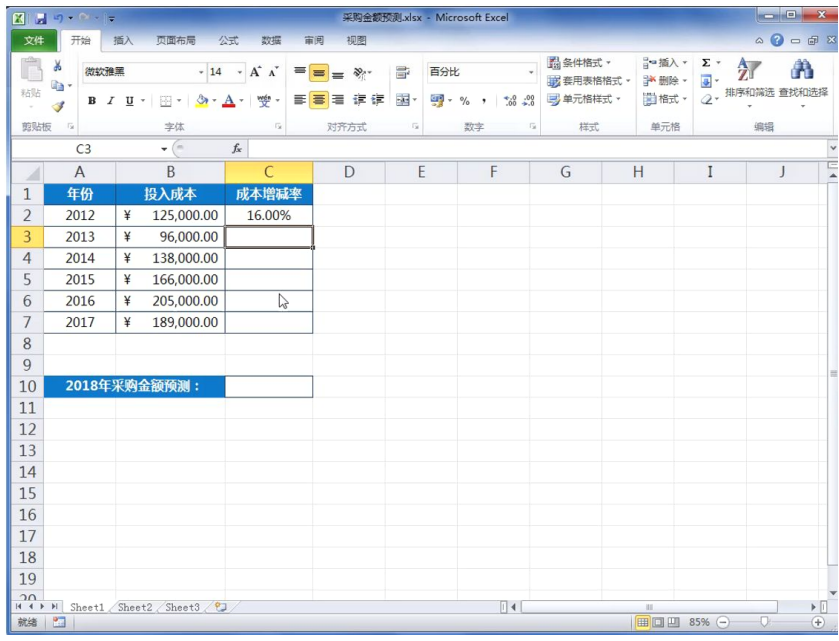 采购金额预测.xlsx - Microsoft Excel
文件 开始 插入 页面布局 公式 数据 审阅 视图
粘贴 微软雅黑 14 A A 百分比 条件格式 插入 Σ
套用表格格式 删除 排序和筛选 查找和选择
B I U A 单元格样式 格式
剪贴板 字体 对齐方式 数字 样式 单元格 编辑
C3 fx
A B C D E F G H I J
1 年份 投入成本 成本增减率
2 2012 ¥ 125,000.00 16.00%
3 2013 ¥ 96,000.00
4 2014 ¥ 138,000.00
5 2015 ¥ 166,000.00
6 2016 ¥ 205,000.00
7 2017 ¥ 189,000.00
8
9
10 2018年采购金额预测：
11
12
13
14
15
16
17
18
19
20
Sheet1 Sheet2 Sheet3
就绪 85%